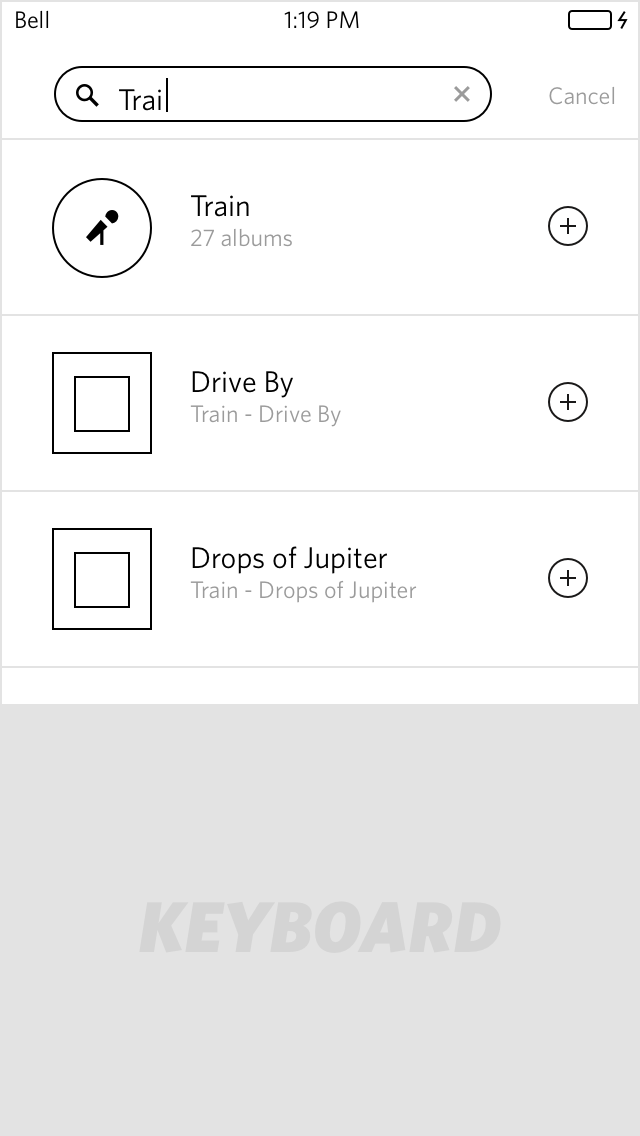 Bell 1:19 PM
Trai Cancel
Train
27 albums
Drive By
Train - Drive By
Drops of Jupiter
Train - Drops of Jupiter
KEYBOARD